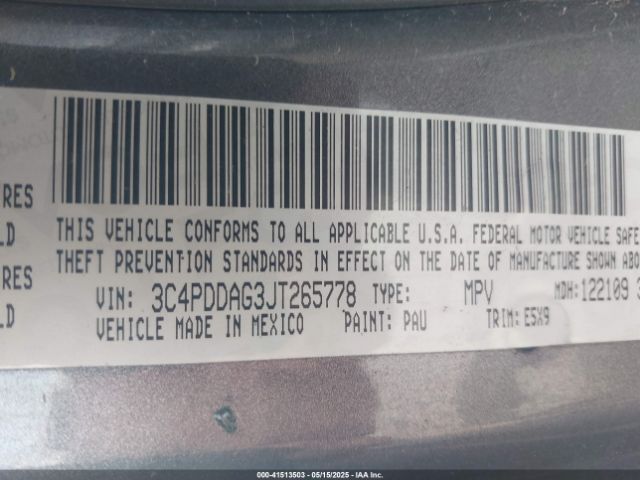 RES
LD
RES
LD
THIS VEHICLE CONFORMS TO ALL APPLICABLE U.S.A. FEDERAL MOTOR VEHICLE SAFE
THEFT PREVENTION STANDARDS IN EFFECT ON THE DATE OF MANUFACTURE SHOWN ABO
VIN: 3C4PDDAG3JT265778 TYPE: MPV MDH: 122109 3
VEHICLE MADE IN MEXICO PAINT: PAU TRIM: E5X9
000-41513503 - 05/15/2025 - IAA Inc.